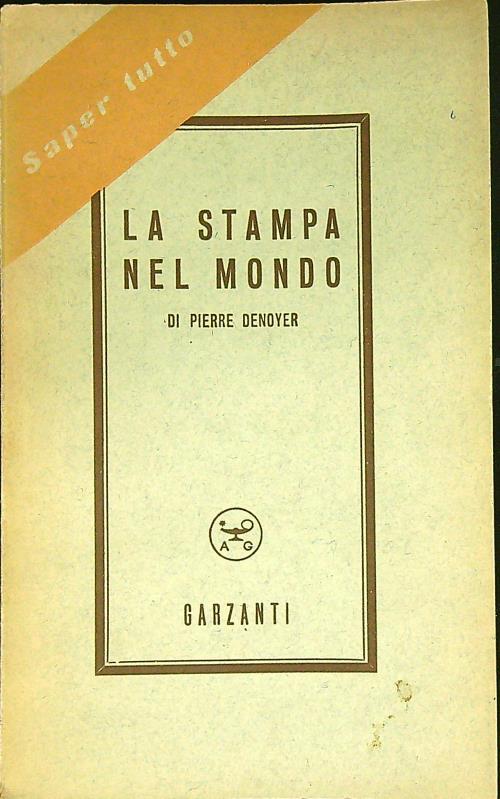 Saper tutto
LA STAMPA
NEL MONDO
DI PIERRE DENOYER
A G
GARZANTI